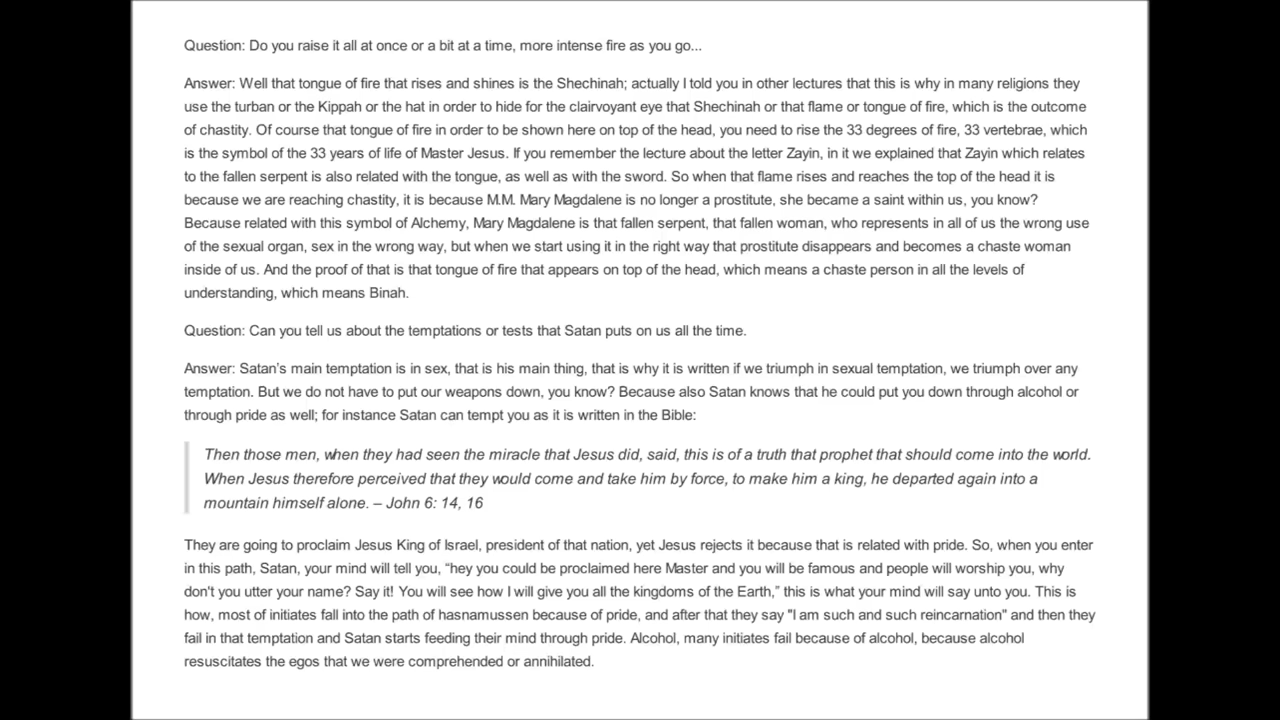 Question: Do you raise it all at once or a bit at a time, more intense fire as you go...
Answer: Well that tongue of fire that rises and shines is the Shechinah; actually I told you in other lectures that this is why in many religions they
use the turban or the Kippah or the hat in order to hide for the clairvoyant eye that Shechinah or that flame or tongue of fire, which is the outcome
of chastity. Of course that tongue of fire in order to be shown here on top of the head, you need to rise the 33 degrees of fire, 33 vertebrae, which
is the symbol of the 33 years of life of Master Jesus. If you remember the lecture about the letter Zayin, in it we explained that Zayin which relates
to the fallen serpent is also related with the tongue, as well as with the sword. So when that flame rises and reaches the top of the head it is
because we are reaching chastity, it is because M.M. Mary Magdalene is no longer a prostitute, she became a saint within us, you know?
Because related with this symbol of Alchemy, Mary Magdalene is that fallen serpent, that fallen woman, who represents in all of us the wrong use
of the sexual organ, sex in the wrong way, but when we start using it in the right way that prostitute disappears and becomes a chaste woman
inside of us. And the proof of that is that tongue of fire that appears on top of the head, which means a chaste person in all the levels of
understanding, which means Binah.
Question: Can you tell us about the temptations or tests that Satan puts on us all the time.
Answer: Satan's main temptation is in sex, that is his main thing, that is why it is written if we triumph in sexual temptation, we triumph over any
temptation. But we do not have to put our weapons down, you know? Because also Satan knows that he could put you down through alcohol or
through pride as well; for instance Satan can tempt you as it is written in the Bible:
Then those men, when they had seen the miracle that Jesus did, said, this is of a truth that prophet that should come into the world.
When Jesus therefore perceived that they would come and take him by force, to make him a king, he departed again into a
mountain himself alone. – John 6: 14, 16
They are going to proclaim Jesus King of Israel, president of that nation, yet Jesus rejects it because that is related with pride. So, when you enter
in this path, Satan, your mind will tell you, “hey you could be proclaimed here Master and you will be famous and people will worship you, why
don't you utter your name? Say it! You will see how I will give you all the kingdoms of the Earth,” this is what your mind will say unto you. This is
how, most of initiates fall into the path of hasnamussen because of pride, and after that they say "I am such and such reincarnation" and then they
fail in that temptation and Satan starts feeding their mind through pride. Alcohol, many initiates fail because of alcohol, because alcohol
resuscitates the egos that we were comprehended or annihilated.